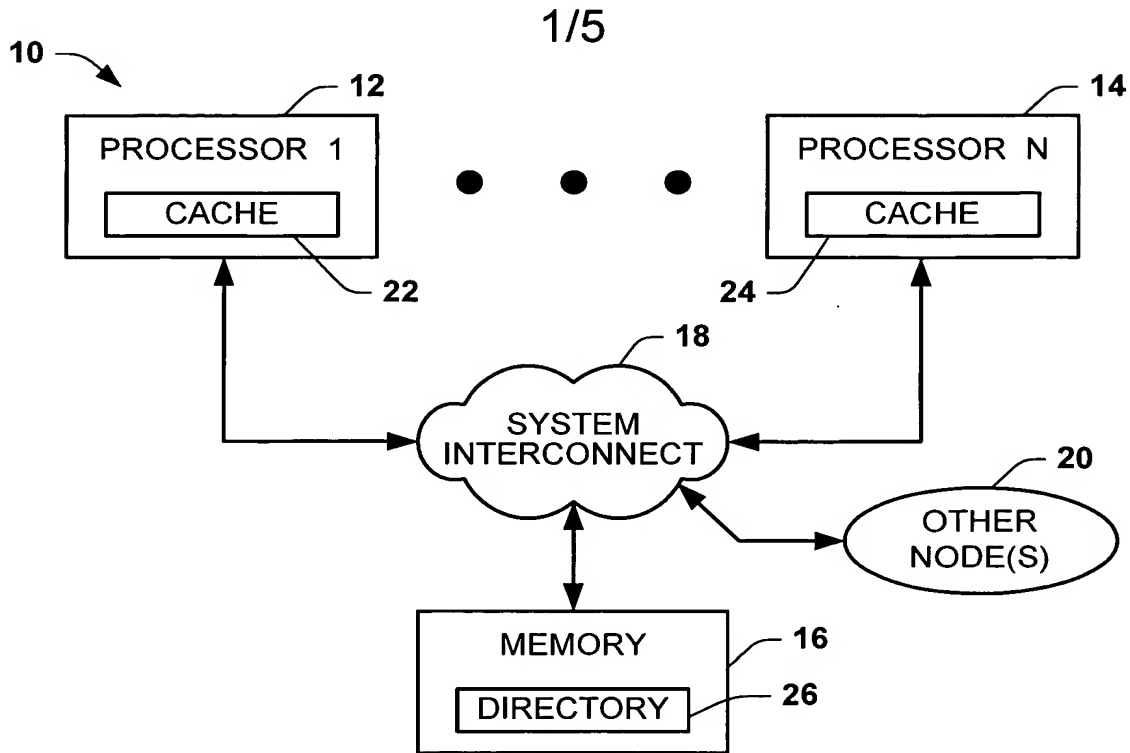 1/5
10
12
14
PROCESSOR 1
PROCESSOR N
CACHE
CACHE
22
24
18
SYSTEM
INTERCONNECT
20
OTHER
NODE(S)
MEMORY
16
DIRECTORY
26